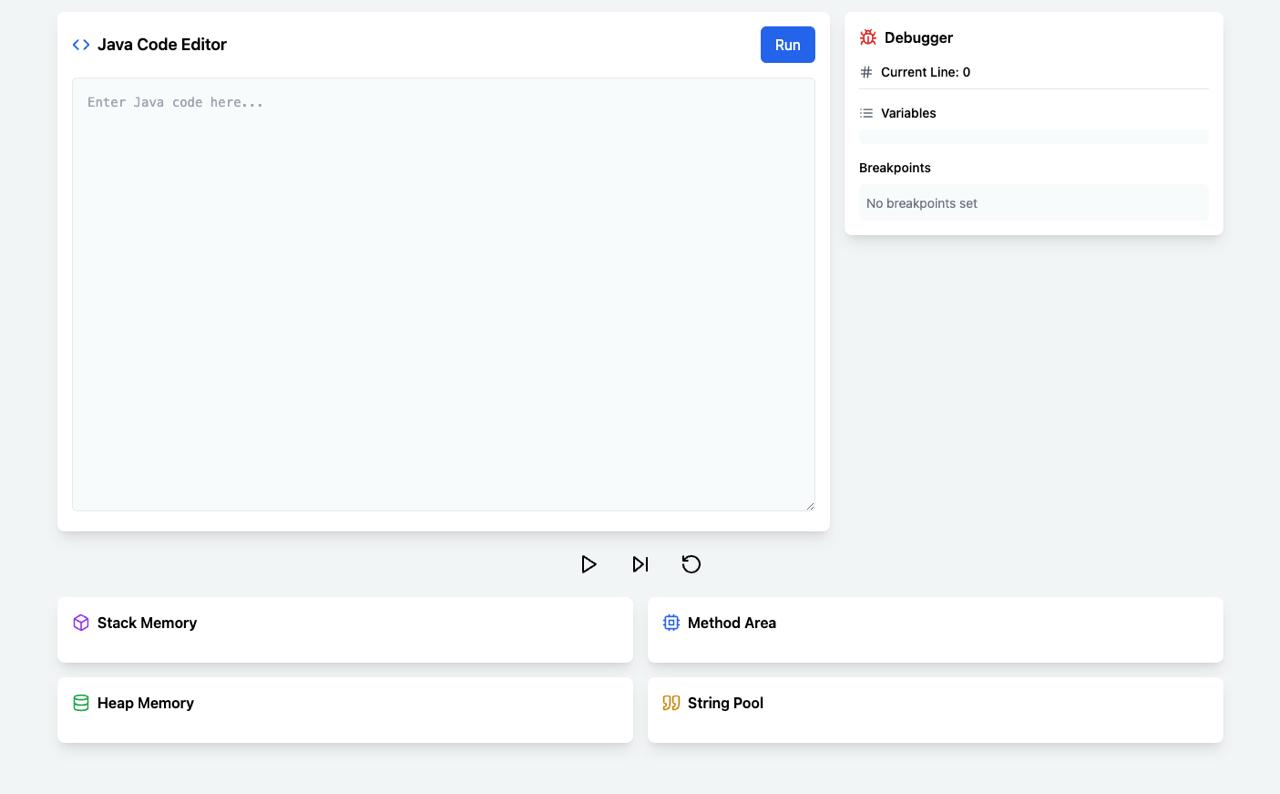 Java Code Editor
Run
Enter Java code here...
Debugger
Current Line: 0
Variables
Breakpoints
No breakpoints set
Stack Memory
Method Area
Heap Memory
String Pool